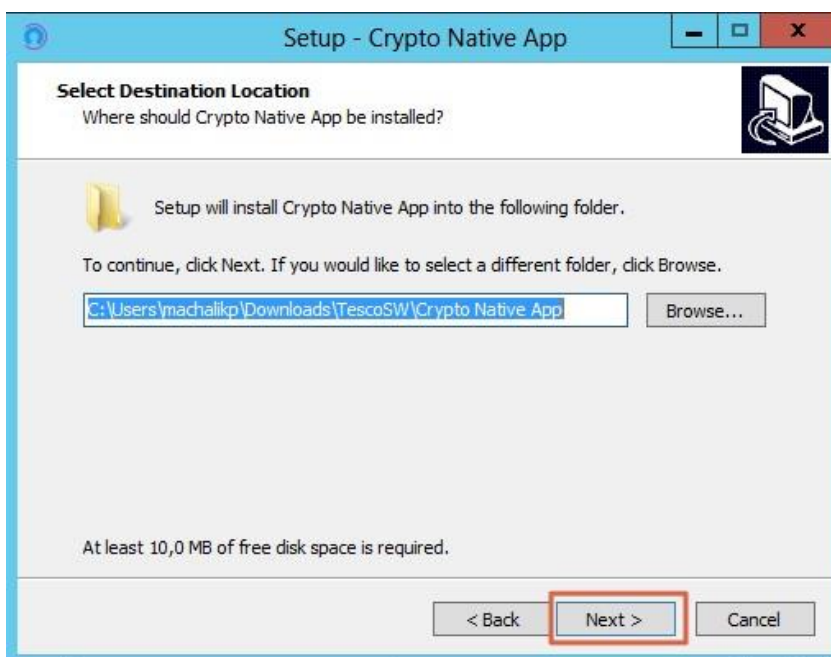 Setup - Crypto Native App
Select Destination Location
Where should Crypto Native App be installed?
Setup will install Crypto Native App into the following folder.
To continue, click Next. If you would like to select a different folder, click Browse.
C:\Users\machalikp\Downloads\TescoSW\Crypto Native App
Browse...
At least 10,0 MB of free disk space is required.
< Back Next > Cancel